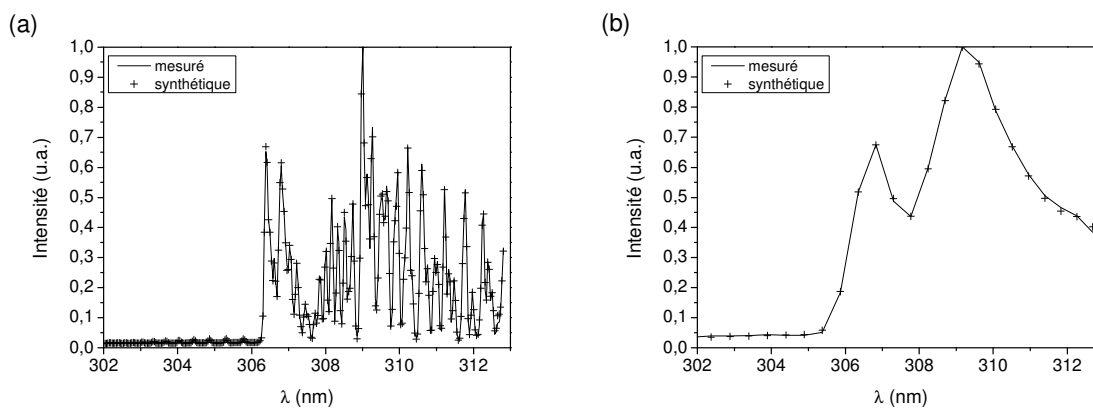 (a)
1,0
0,9
0,8
0,7
0,6
0,5
0,4
0,3
0,2
0,1
0,0
Intensité (u.a.)
mesuré
synthétique
302 304 306 308 310 312
λ (nm)
(b)
1,0
0,9
0,8
0,7
0,6
0,5
0,4
0,3
0,2
0,1
0,0
Intensité (u.a.)
mesuré
synthétique
302 304 306 308 310 312
λ (nm)